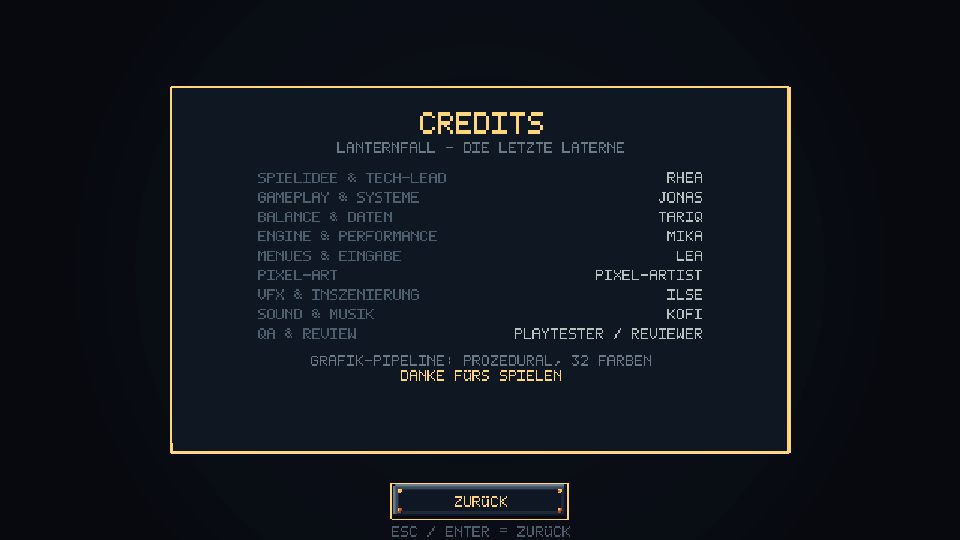 CREDITS
LANTERNFALL - DIE LETZTE LATERNE
SPIELIDEE & TECH-LEAD RHEA
GAMEPLAY & SYSTEME JONAS
BALANCE & DATEN TARIQ
ENGINE & PERFORMANCE MIKA
MENUES & EINGABE LEA
PIXEL-ART PIXEL-ARTIST
VFX & INSZENIERUNG ILSE
SOUND & MUSIK KOFI
QA & REVIEW PLAYTESTER / REVIEWER
GRAFIK-PIPELINE: PROZEDURAL, 32 FARBEN
DANKE FÜRS SPIELEN
ZURÜCK
ESC / ENTER = ZURÜCK